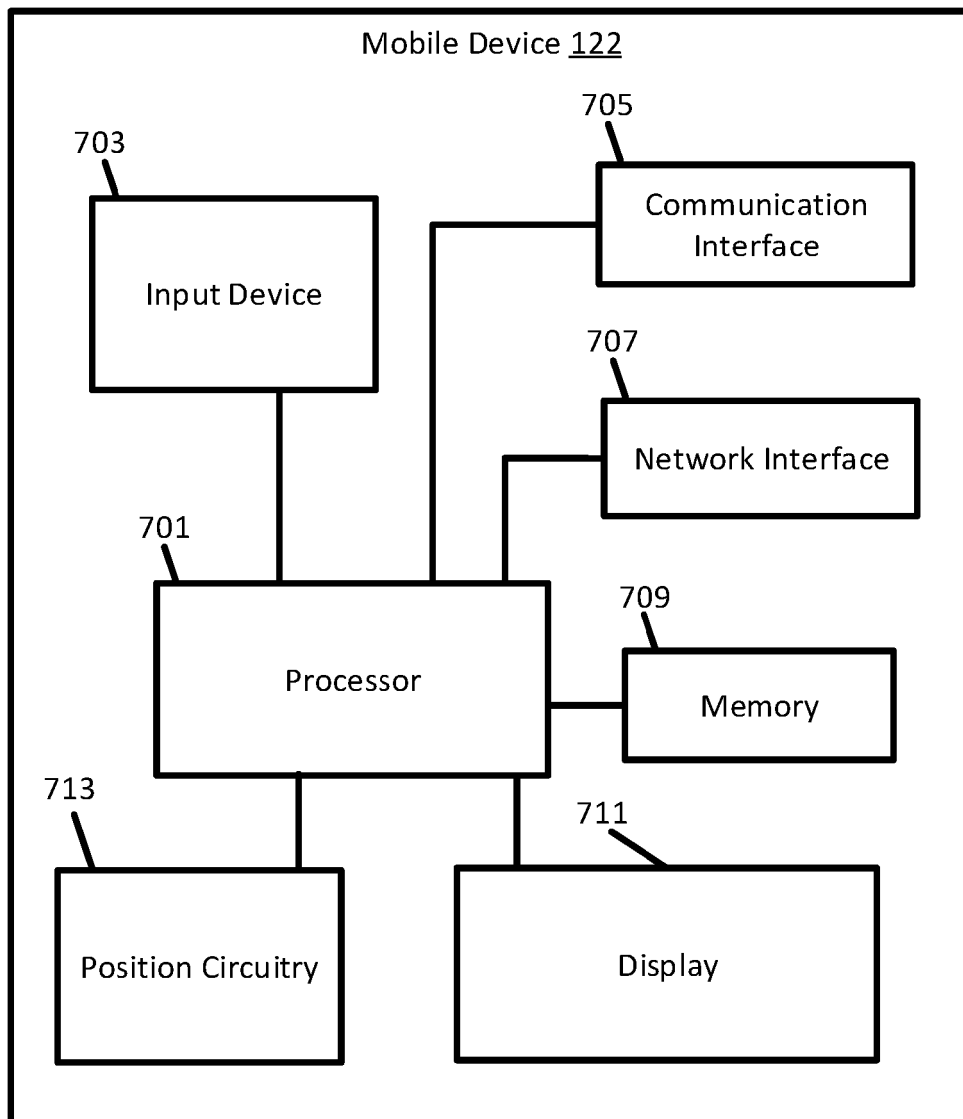 Mobile Device 122
705
703
Communication
Interface
Input Device
707
Network Interface
701
709
Processor
Memory
713
711
Position Circuitry
Display